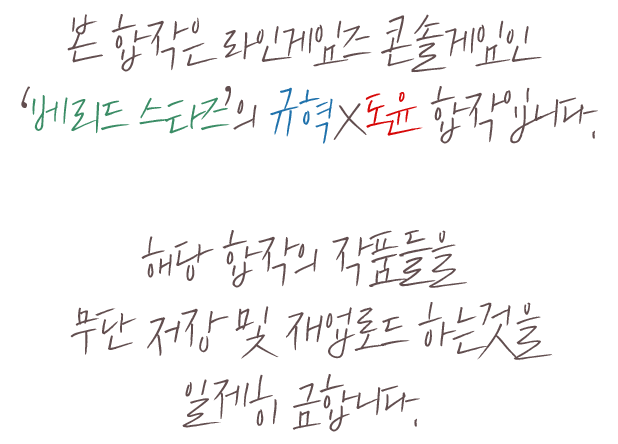 본 합작은 라인게임즈 콘솔게임인
‘베리드 스타즈’의 규혁X도윤 합작입니다.
해당 합작의 작품들을
무단 저장 및 재업로드 하는것을
일제히 금합니다.